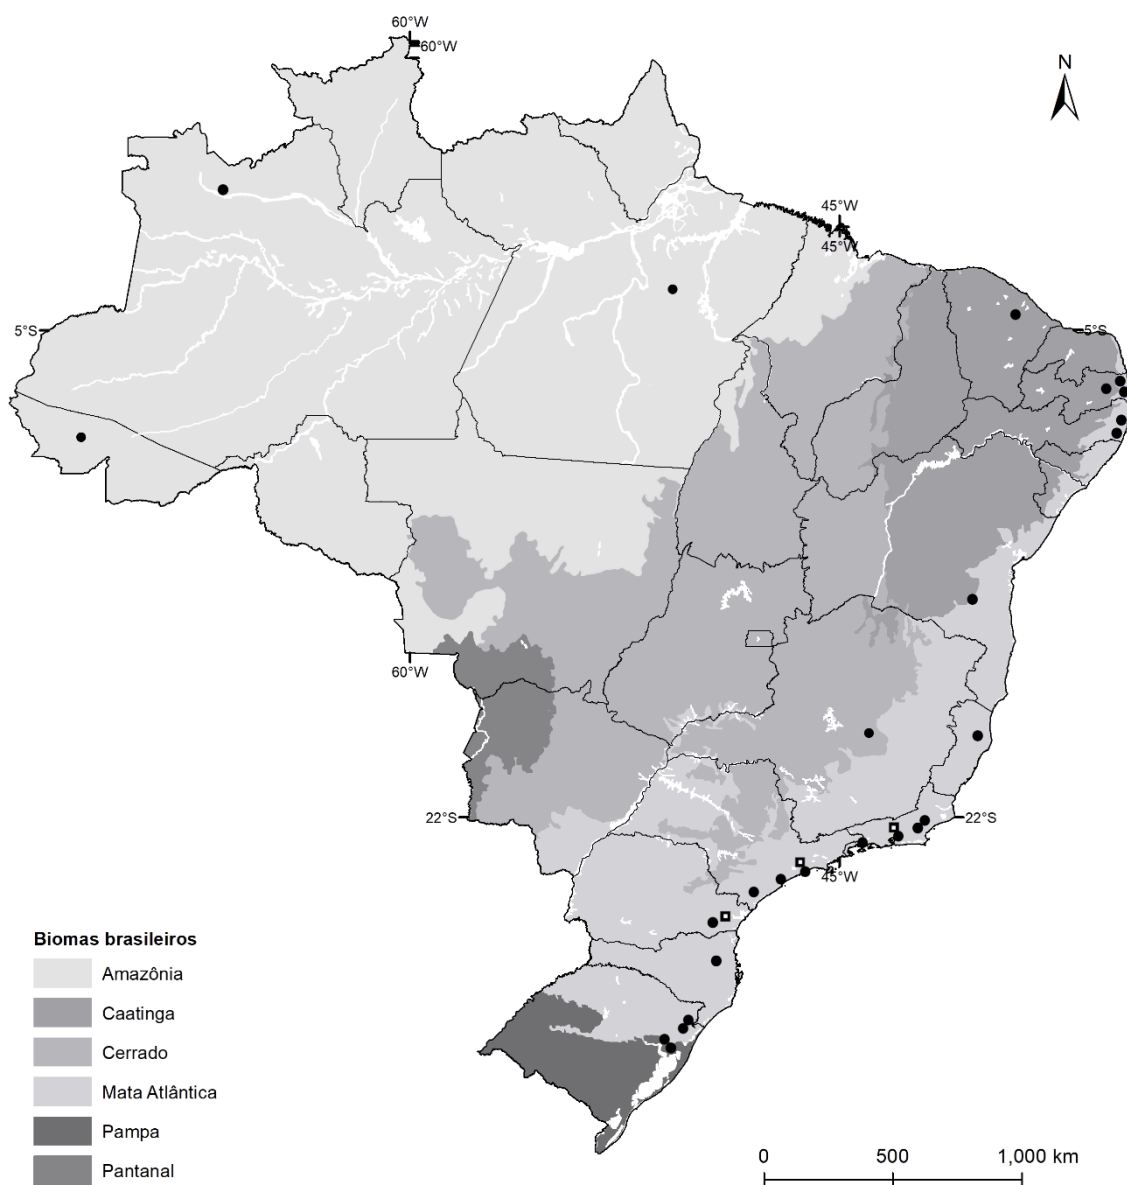 60°W
60°W
N
45°W
45°W
5°S
5°S
60°W
22°S
22°S
45°W
Biomas brasileiros
Amazônia
Caatinga
Cerrado
Mata Atlântica
Pampa
Pantanal
0 500 1,000 km